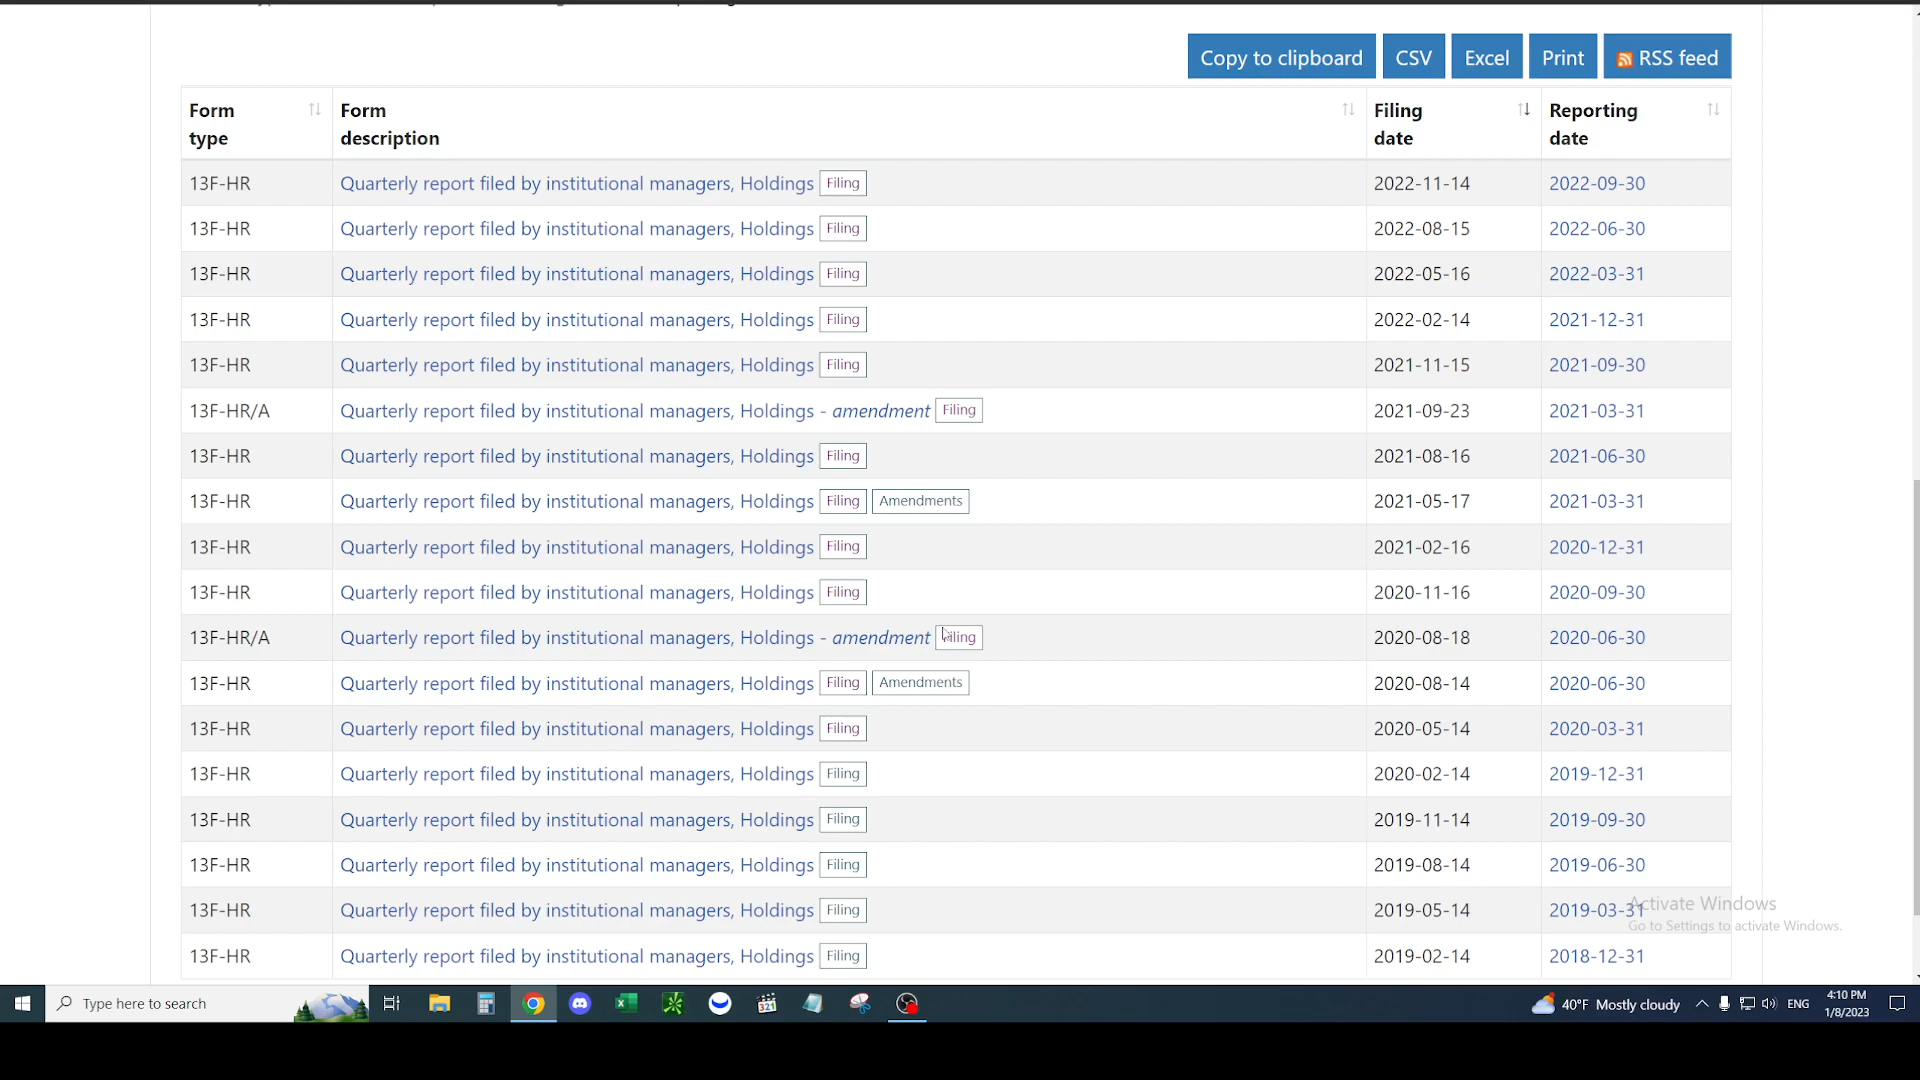 Copy to clipboard CSV Excel Print RSS feed
Form type Form description Filing date Reporting date
13F-HR Quarterly report filed by institutional managers, Holdings Filing 2022-11-14 2022-09-30
13F-HR Quarterly report filed by institutional managers, Holdings Filing 2022-08-15 2022-06-30
13F-HR Quarterly report filed by institutional managers, Holdings Filing 2022-05-16 2022-03-31
13F-HR Quarterly report filed by institutional managers, Holdings Filing 2022-02-14 2021-12-31
13F-HR Quarterly report filed by institutional managers, Holdings Filing 2021-11-15 2021-09-30
13F-HR/A Quarterly report filed by institutional managers, Holdings - amendment Filing 2021-09-23 2021-03-31
13F-HR Quarterly report filed by institutional managers, Holdings Filing 2021-08-16 2021-06-30
13F-HR Quarterly report filed by institutional managers, Holdings Filing Amendments 2021-05-17 2021-03-31
13F-HR Quarterly report filed by institutional managers, Holdings Filing 2021-02-16 2020-12-31
13F-HR Quarterly report filed by institutional managers, Holdings Filing 2020-11-16 2020-09-30
13F-HR/A Quarterly report filed by institutional managers, Holdings - amendment Filing 2020-08-18 2020-06-30
13F-HR Quarterly report filed by institutional managers, Holdings Filing Amendments 2020-08-14 2020-06-30
13F-HR Quarterly report filed by institutional managers, Holdings Filing 2020-05-14 2020-03-31
13F-HR Quarterly report filed by institutional managers, Holdings Filing 2020-02-14 2019-12-31
13F-HR Quarterly report filed by institutional managers, Holdings Filing 2019-11-14 2019-09-30
13F-HR Quarterly report filed by institutional managers, Holdings Filing 2019-08-14 2019-06-30
13F-HR Quarterly report filed by institutional managers, Holdings Filing 2019-05-14 2019-03-31
13F-HR Quarterly report filed by institutional managers, Holdings Filing 2019-02-14 2018-12-31
Activate Windows
Go to Settings to activate Windows.
Type here to search 321 40°F Mostly cloudy ENG 4:10 PM
1/8/2023